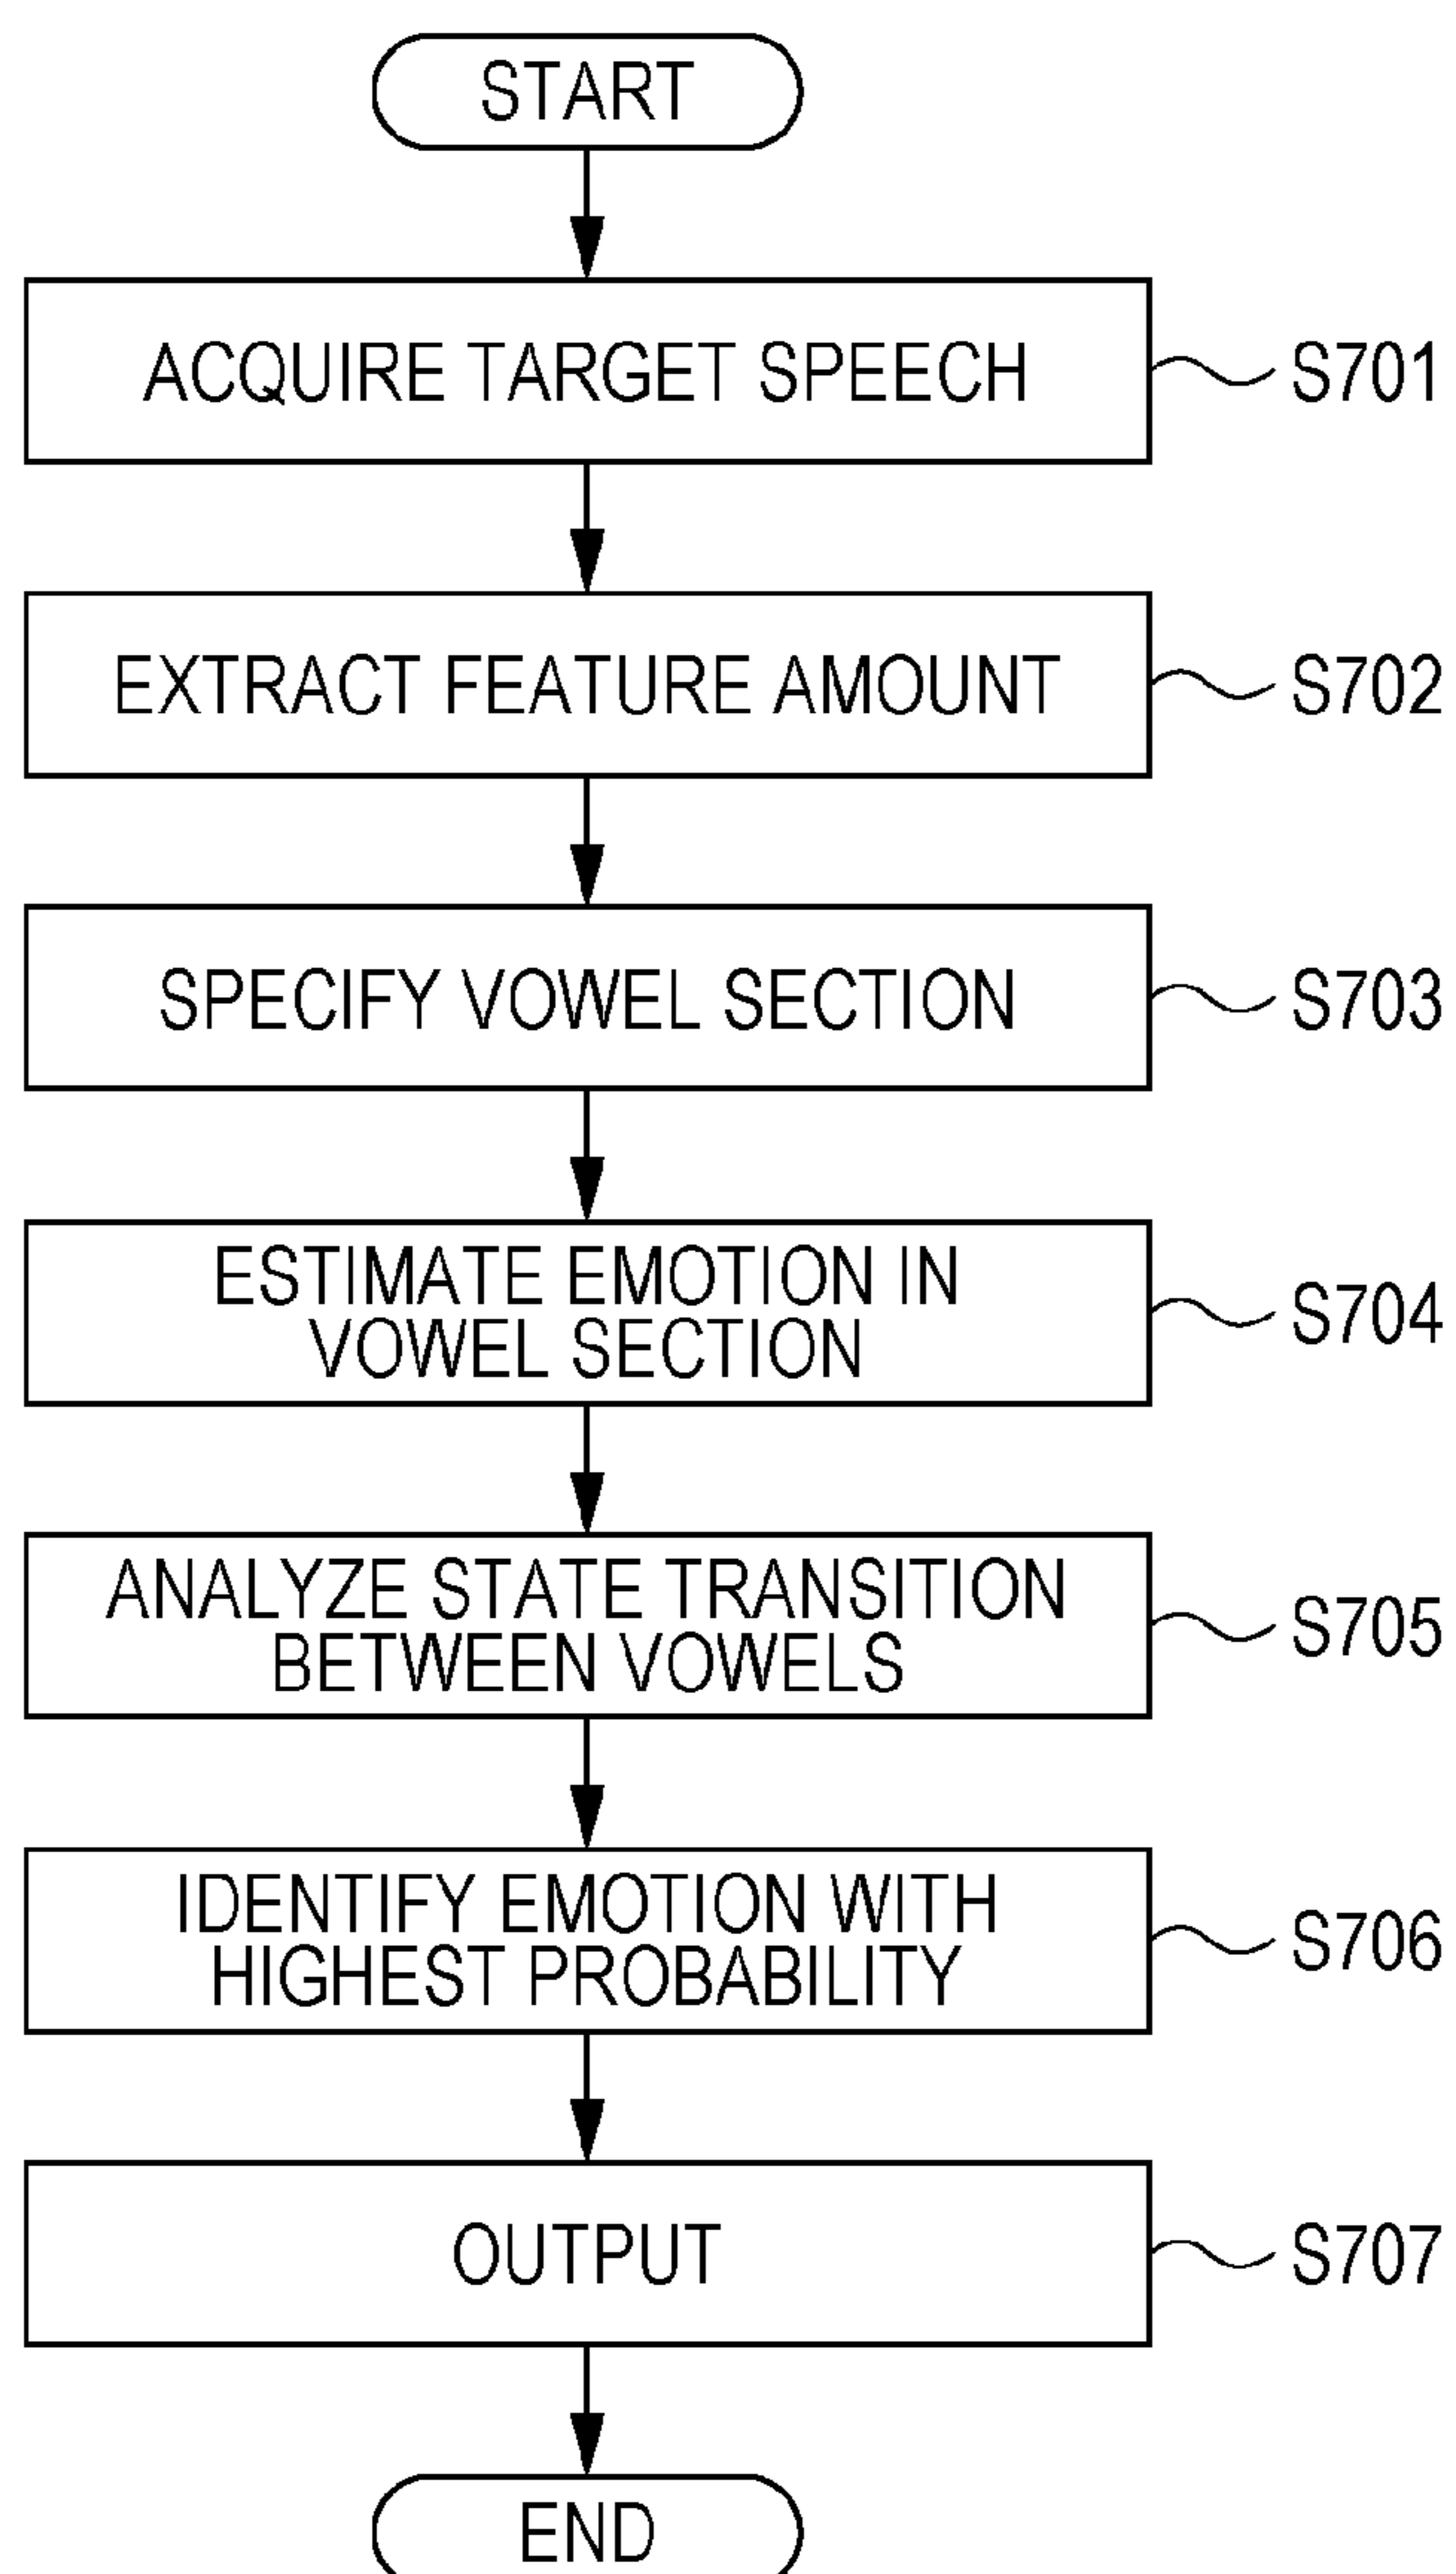 START
ACQUIRE TARGET SPEECH
S701
EXTRACT FEATURE AMOUNT
S702
SPECIFY VOWEL SECTION
S703
ESTIMATE EMOTION IN
VOWEL SECTION
S704
ANALYZE STATE TRANSITION
BETWEEN VOWELS
S705
IDENTIFY EMOTION WITH
HIGHEST PROBABILITY
S706
OUTPUT
S707
END